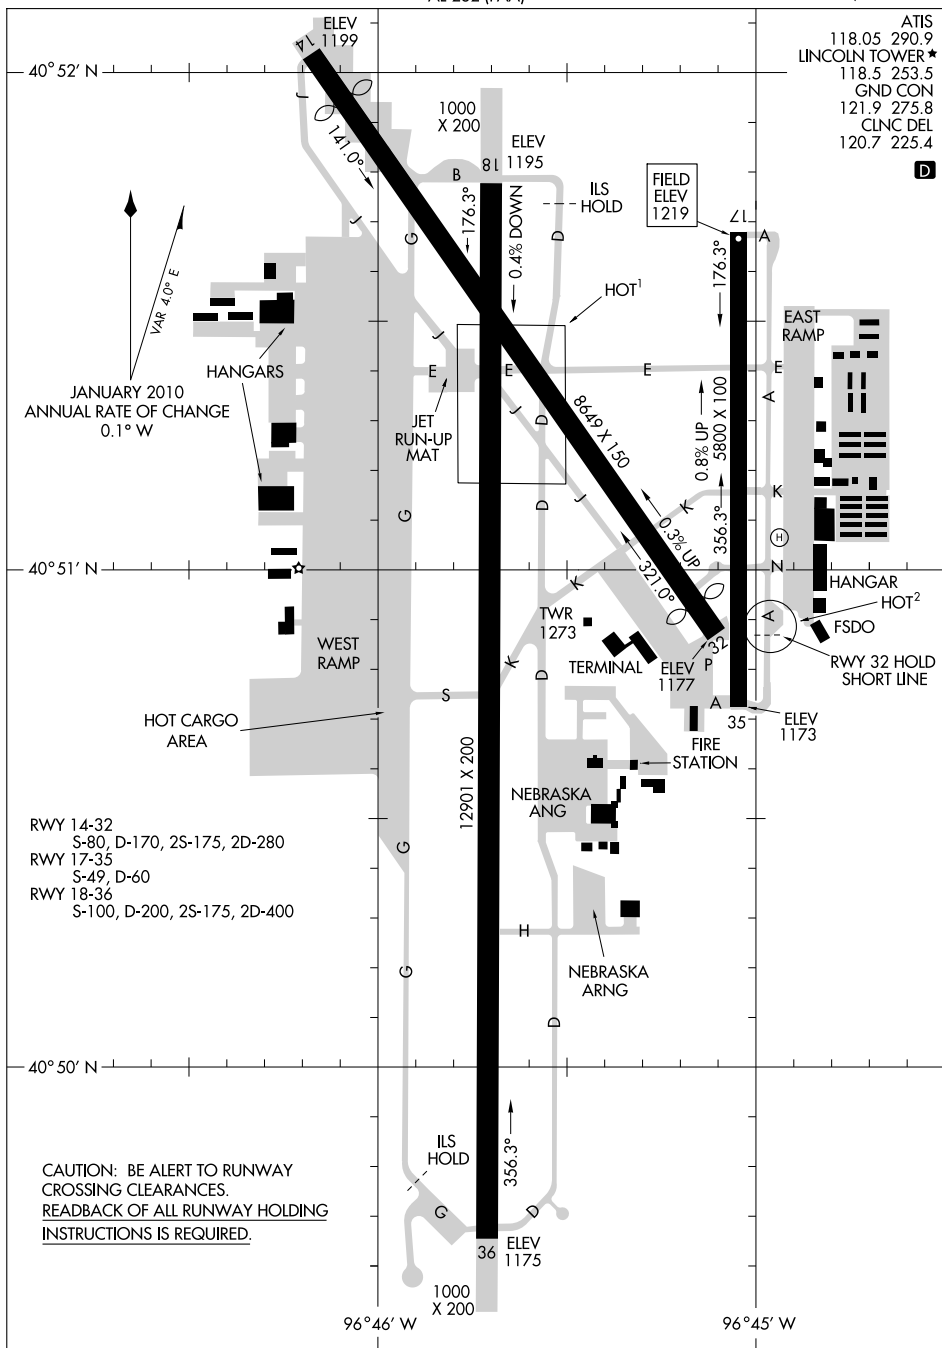 ELEV
1199
ATIS
118.05 290.9
LINCOLN TOWER★
118.5 253.5
GND CON
121.9 275.8
CLNC DEL
120.7 225.4
D
40°52' N
14
J
141.0°
1000
X 200
ELEV
1195
18
B
176.3°
0.4% DOWN
ILS
HOLD
FIELD
ELEV
1219
17
A
176.3°
J
G
D
VAR 4.0° E
HOT¹
EAST
RAMP
HANGARS
J
E
E
E
E
JANUARY 2010
ANNUAL RATE OF CHANGE
0.1° W
JET
RUN-UP
MAT
J
D
8649 X 150
0.8% UP
5800 X 100
A
G
D
J
K
K
356.3°
0.3% UP
321.0°
H
N
40°51' N
K
HANGAR
HOT²
TWR
1273
A
FSDO
WEST
RAMP
K
D
TERMINAL
32
ELEV
1177
P
RWY 32 HOLD
SHORT LINE
S
A
35
ELEV
1173
HOT CARGO
AREA
FIRE
STATION
12901 X 200
NEBRASKA
ANG
RWY 14-32
S-80, D-170, 2S-175, 2D-280
RWY 17-35
S-49, D-60
RWY 18-36
S-100, D-200, 2S-175, 2D-400
G
H
G
NEBRASKA
ARNG
D
40°50' N
356.3°
ILS
HOLD
CAUTION: BE ALERT TO RUNWAY
CROSSING CLEARANCES.
READBACK OF ALL RUNWAY HOLDING
INSTRUCTIONS IS REQUIRED.
G
D
36
ELEV
1175
1000
X 200
96°46' W
96°45' W